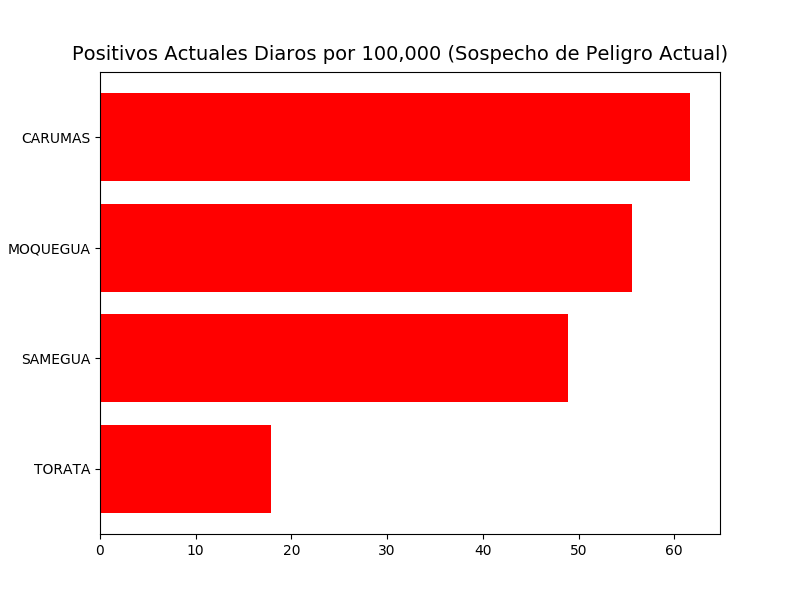 Positivos Actuales Diaros por 100,000 (Sospecho de Peligro Actual)
CARUMAS
MOQUEGUA
SAMEGUA
TORATA
0 10 20 30 40 50 60